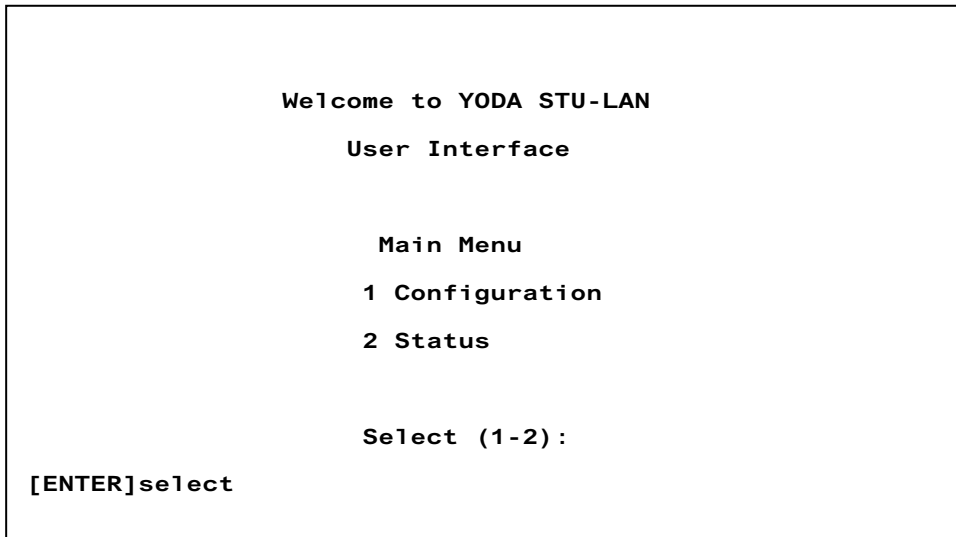 Welcome to YODA STU-LAN
User Interface
Main Menu
1 Configuration
2 Status
Select (1-2):
[ENTER]select